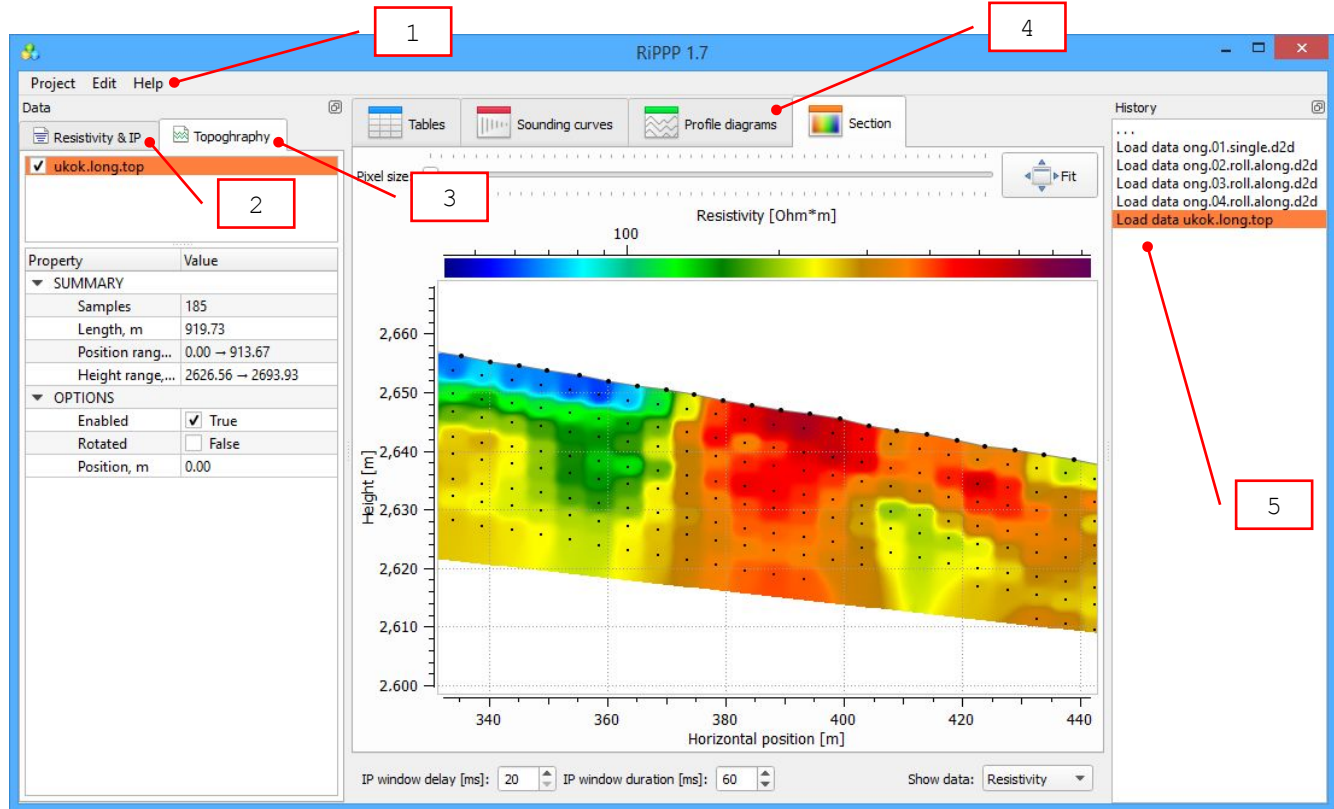 1
4
RiPPP 1.7
Project Edit Help
Data
Resistivity & IP
Topoghraphy
ukok.long.top
2
3
Property Value
SUMMARY
Samples 185
Length, m 919.73
Position rang... 0.00 → 913.67
Height range,... 2626.56 → 2693.93
OPTIONS
Enabled True
Rotated False
Position, m 0.00
Tables
Sounding curves
Profile diagrams
Section
Pixel size
Fit
Resistivity [Ohm*m]
100
Height [m]
2,660
2,650
2,640
2,630
2,620
2,610
2,600
340 360 380 400 420 440
Horizontal position [m]
IP window delay [ms]: 20 IP window duration [ms]: 60 Show data: Resistivity
History
...
Load data ong.01.single.d2d
Load data ong.02.roll.along.d2d
Load data ong.03.roll.along.d2d
Load data ong.04.roll.along.d2d
Load data ukok.long.top
5